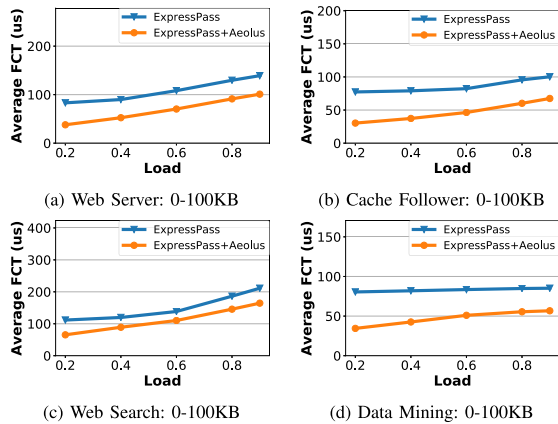 ExpressPass
ExpressPass+Aeolus
Average FCT (us)
200
100
0
0.2 0.4 0.6 0.8
Load
(a) Web Server: 0-100KB
ExpressPass
ExpressPass+Aeolus
Average FCT (us)
150
100
50
0
0.2 0.4 0.6 0.8
Load
(b) Cache Follower: 0-100KB
ExpressPass
ExpressPass+Aeolus
Average FCT (us)
400
300
200
100
0
0.2 0.4 0.6 0.8
Load
(c) Web Search: 0-100KB
ExpressPass
ExpressPass+Aeolus
Average FCT (us)
150
100
50
0
0.2 0.4 0.6 0.8
Load
(d) Data Mining: 0-100KB